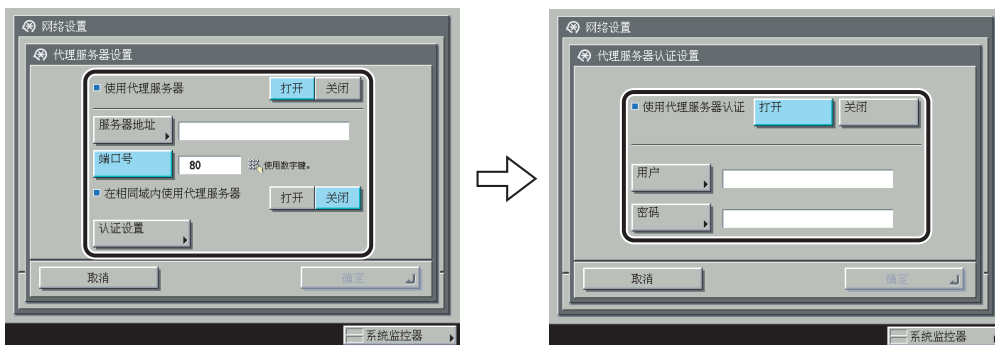 网络设置
代理服务器设置
使用代理服务器 打开 关闭
服务器地址
端口号 80 使用数字键。
在相同域内使用代理服务器 打开 关闭
认证设置
取消 确定
系统监控器
网络设置
代理服务器认证设置
使用代理服务器认证 打开 关闭
用户
密码
取消 确定
系统监控器